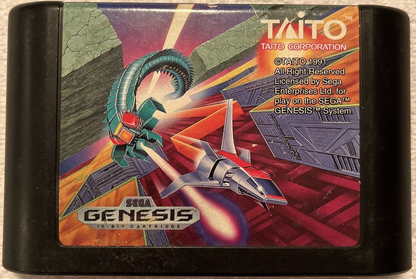 TAITO™
TAITO CORPORATION
©TAITO 1991
All Right Reserved
Licensed by Sega
Enterprises Ltd. for
play on the SEGA™
GENESIS™ System
SEGA
GENESIS
16-BIT CARTRIDGE